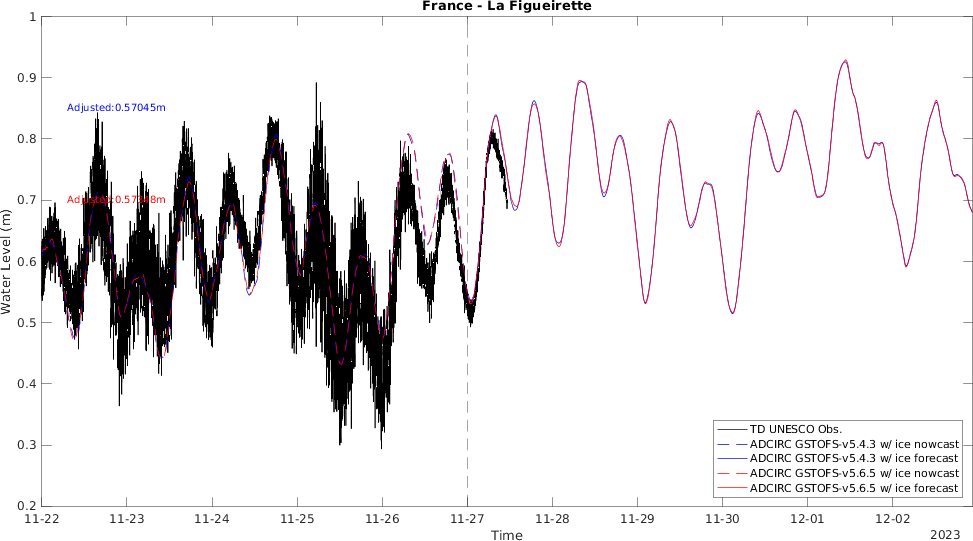 France - La Figueirette
1
0.9
0.8
0.7
0.6
0.5
0.4
0.3
0.2
Water Level (m)
Adjusted:0.57045m
TD UNESCO Obs.
ADCIRC GSTOFS-v5.4.3 w/ ice nowcast
ADCIRC GSTOFS-v5.4.3 w/ ice forecast
ADCIRC GSTOFS-v5.6.5 w/ ice nowcast
ADCIRC GSTOFS-v5.6.5 w/ ice forecast
11-22 11-23 11-24 11-25 11-26 11-27 11-28 11-29 11-30 12-01 12-02
Time
2023